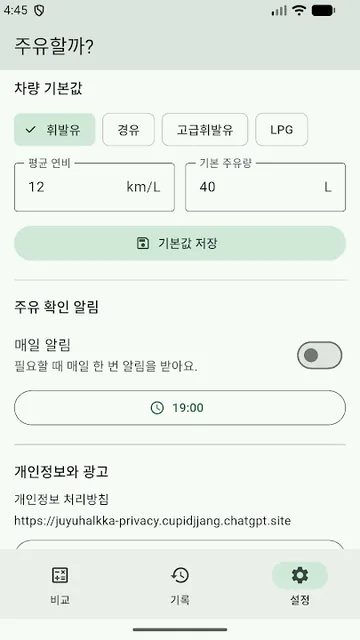 4:45
주유할까?
차량 기본값
휘발유
경유
고급휘발유
LPG
평균 연비
12 km/L
기본 주유량
40 L
기본값 저장
주유 확인 알림
매일 알림
필요할 때 매일 한 번 알림을 받아요.
19:00
개인정보와 광고
개인정보 처리방침
https://juyuhalkka-privacy.cupidjjang.chatgpt.site
비교
기록
설정